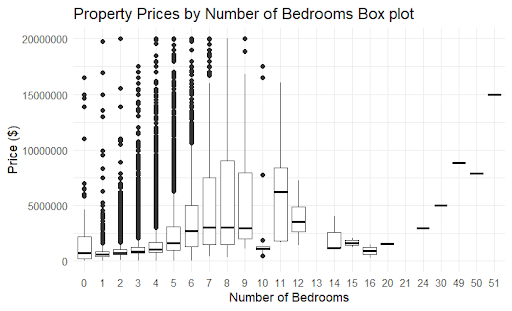 Property Prices by Number of Bedrooms Box plot
Price ($)
20000000
15000000
10000000
5000000
0
0 1 2 3 4 5 6 7 8 9 10 11 12 13 14 15 16 20 21 24 30 49 50 51
Number of Bedrooms